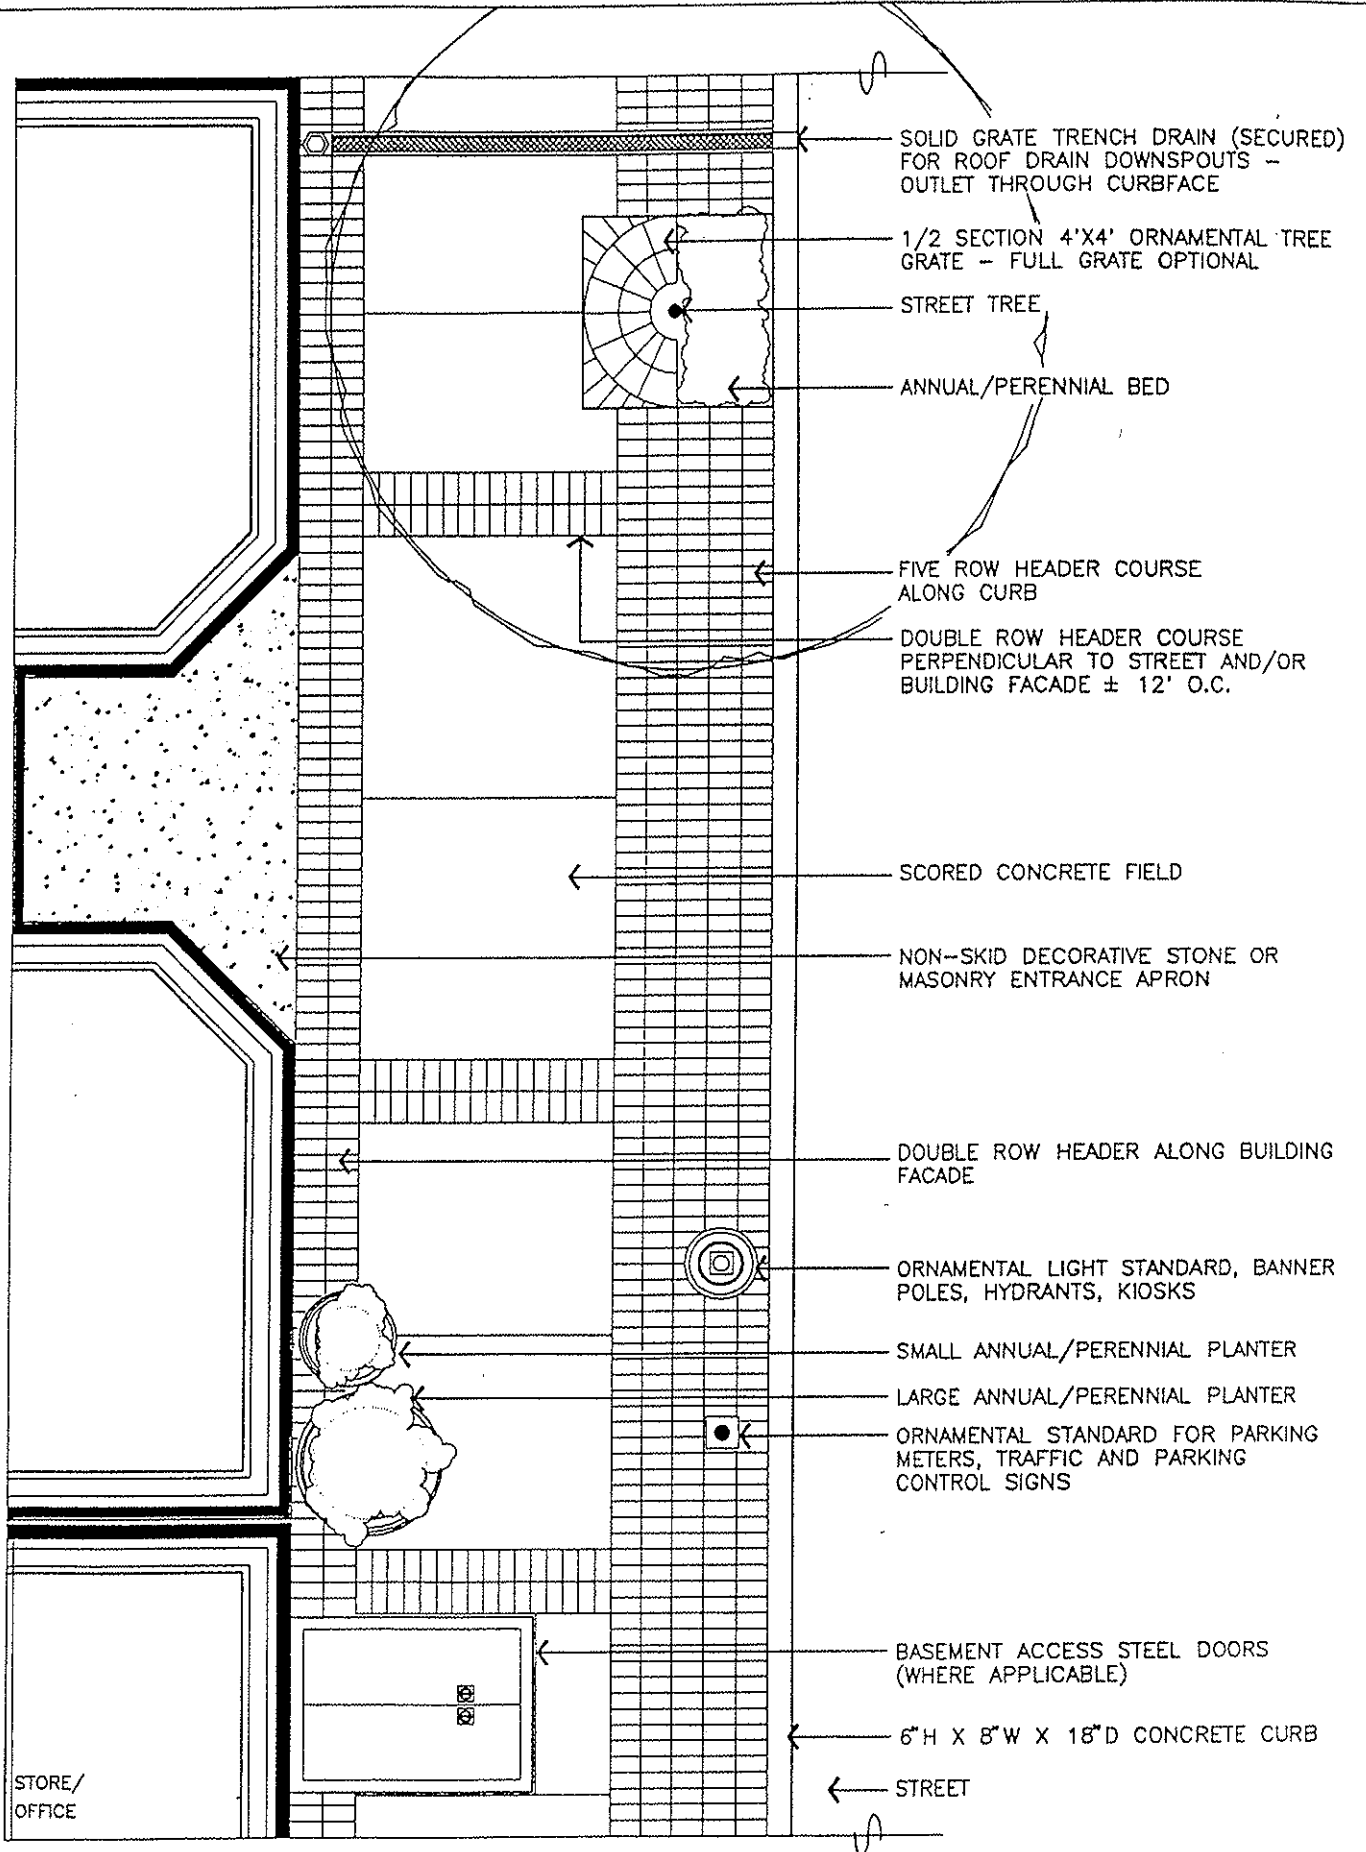 SOLID GRATE TRENCH DRAIN (SECURED)
FOR ROOF DRAIN DOWNSPOUTS –
OUTLET THROUGH CURBFACE
1/2 SECTION 4'X4' ORNAMENTAL TREE
GRATE – FULL GRATE OPTIONAL
STREET TREE
ANNUAL/PERENNIAL BED
FIVE ROW HEADER COURSE
ALONG CURB
DOUBLE ROW HEADER COURSE
PERPENDICULAR TO STREET AND/OR
BUILDING FACADE ± 12' O.C.
SCORED CONCRETE FIELD
NON-SKID DECORATIVE STONE OR
MASONRY ENTRANCE APRON
DOUBLE ROW HEADER ALONG BUILDING
FACADE
ORNAMENTAL LIGHT STANDARD, BANNER
POLES, HYDRANTS, KIOSKS
SMALL ANNUAL/PERENNIAL PLANTER
LARGE ANNUAL/PERENNIAL PLANTER
ORNAMENTAL STANDARD FOR PARKING
METERS, TRAFFIC AND PARKING
CONTROL SIGNS
BASEMENT ACCESS STEEL DOORS
(WHERE APPLICABLE)
6"H X 8"W X 18"D CONCRETE CURB
STREET
STORE/
OFFICE